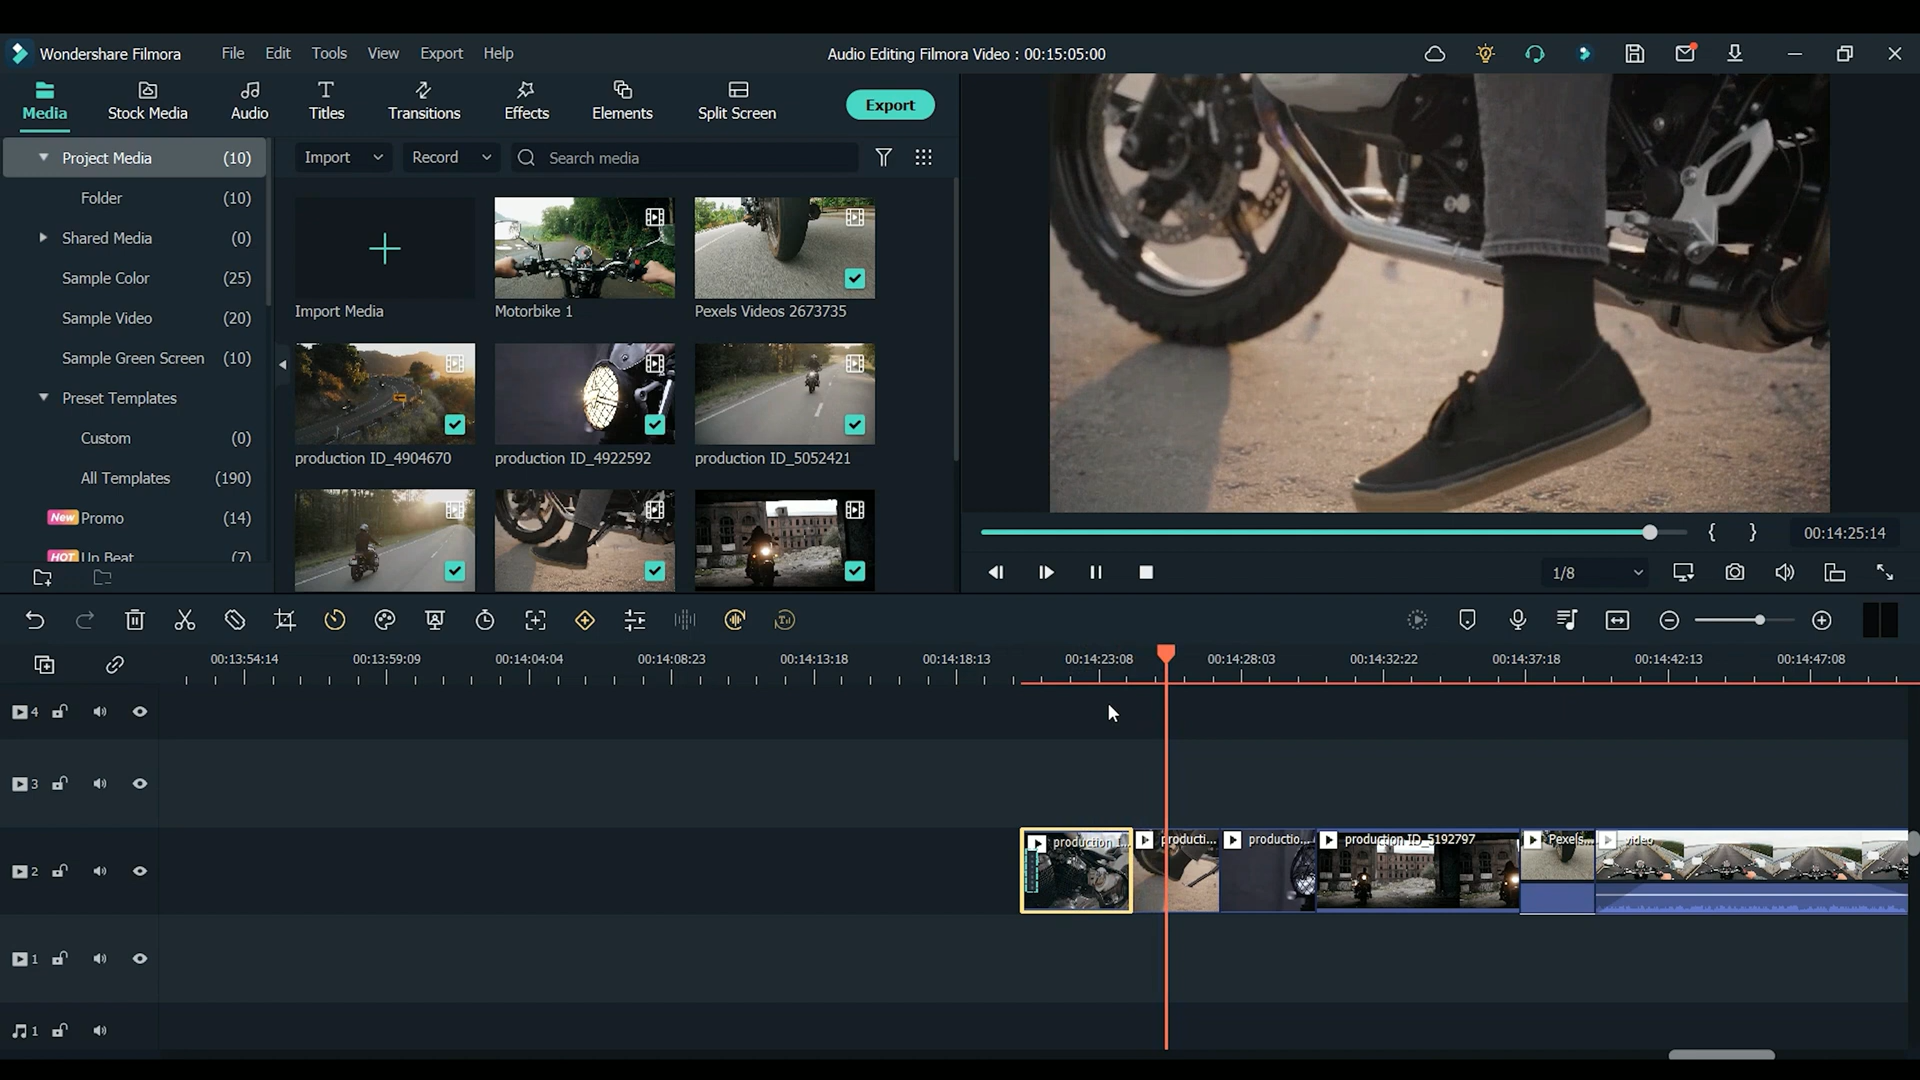 Wondershare Filmora File Edit Tools View Export Help Audio Editing Filmora Video : 00:15:05:00
Media Stock Media Audio Titles Transitions Effects Elements Split Screen Export
Project Media (10)
Folder (10)
Shared Media (0)
Sample Color (25)
Sample Video (20)
Sample Green Screen (10)
Preset Templates
Custom (0)
All Templates (190)
New Promo (14)
HOT Up Beat (7)
Import Record Search media
Import Media Motorbike 1 Pexels Videos 2673735
production ID_4904670 production ID_4922592 production ID_5052421
00:14:25:14
1/8
00:13:54:14 00:13:59:09 00:14:04:04 00:14:08:23 00:14:13:18 00:14:18:13 00:14:23:08 00:14:28:03 00:14:32:22 00:14:37:18 00:14:42:13 00:14:47:08
4
3
production I... producti... productio... production ID_5192797 Pexels... video
2
1
1